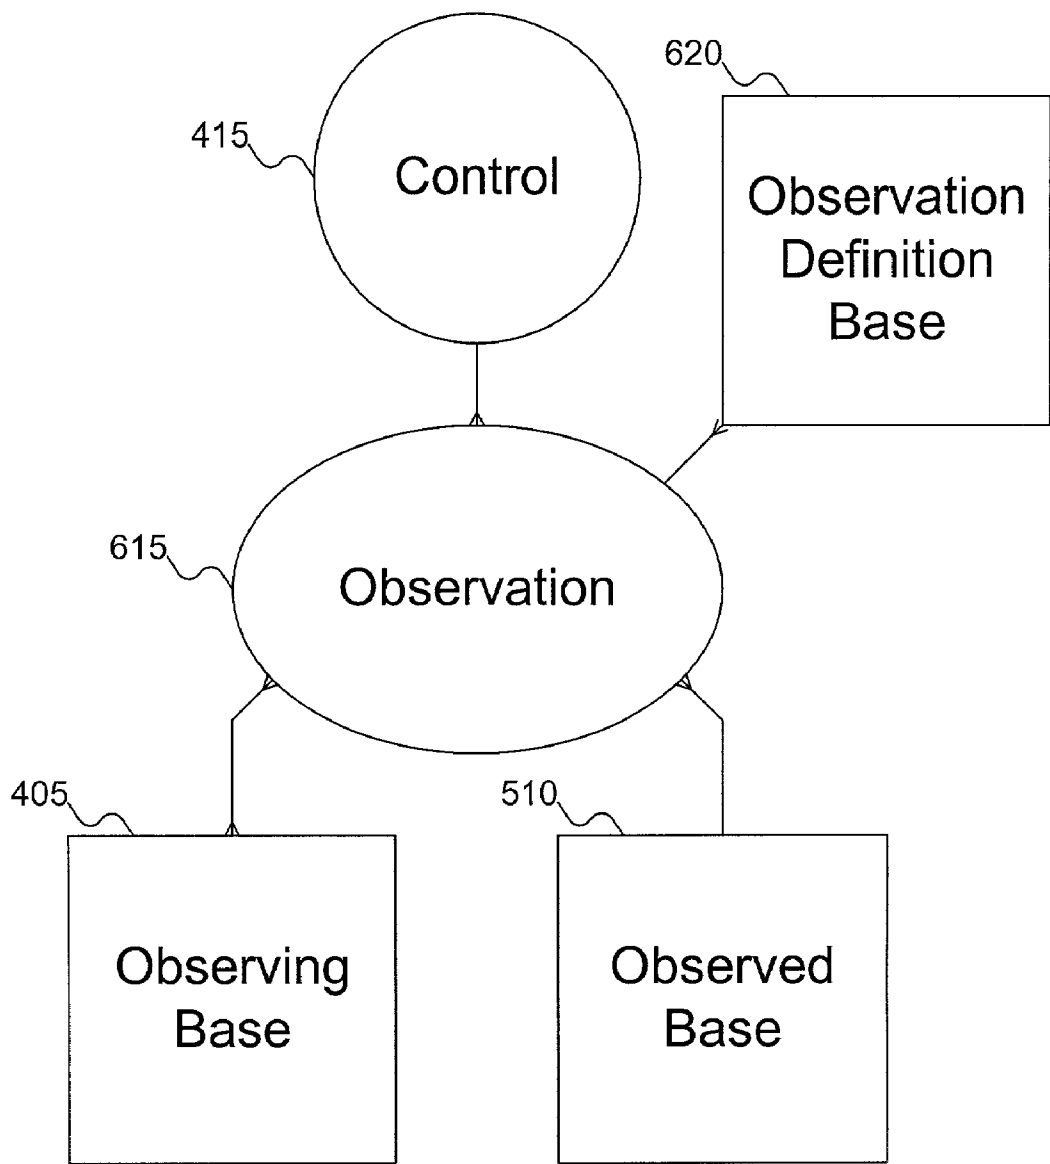 620
415
Control
Observation
Definition
Base
615
Observation
405
510
Observing
Base
Observed
Base